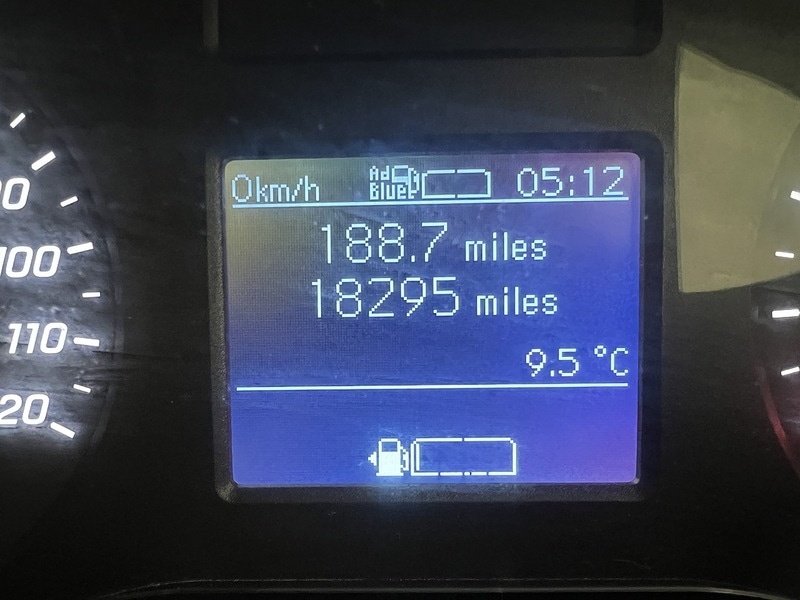 0km/h Ad Blue 05:12
188.7 miles
18295 miles
9.5 °C
100
110